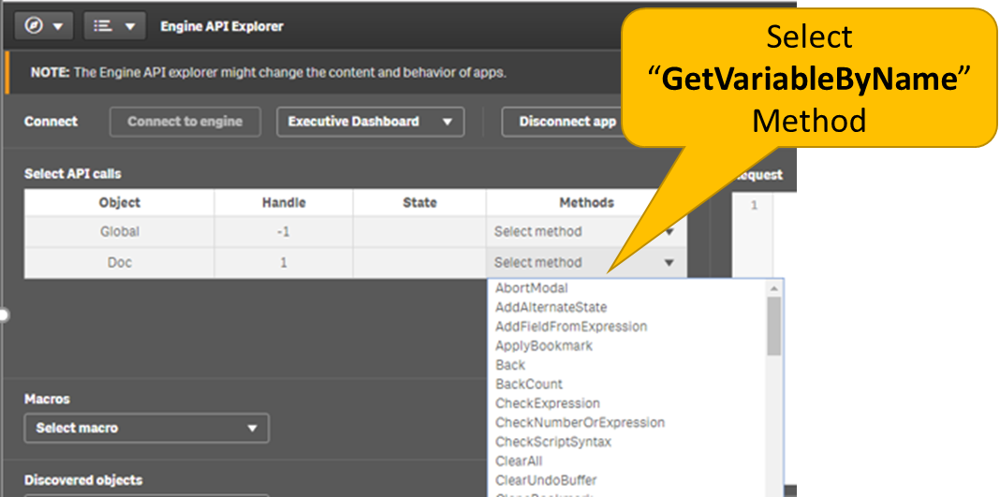 Engine API Explorer
Select
“GetVariableByName”
Method
NOTE: The Engine API explorer might change the content and behavior of apps.
Connect
Connect to engine
Executive Dashboard
Disconnect app
Select API calls
Object Handle State Methods
Global -1 Select method
Doc 1 Select method
1
AbortModal
AddAlternateState
AddFieldFromExpression
ApplyBookmark
Back
BackCount
CheckExpression
CheckNumberOrExpression
CheckScriptSyntax
ClearAll
ClearUndoBuffer
Macros
Select macro
Discovered objects